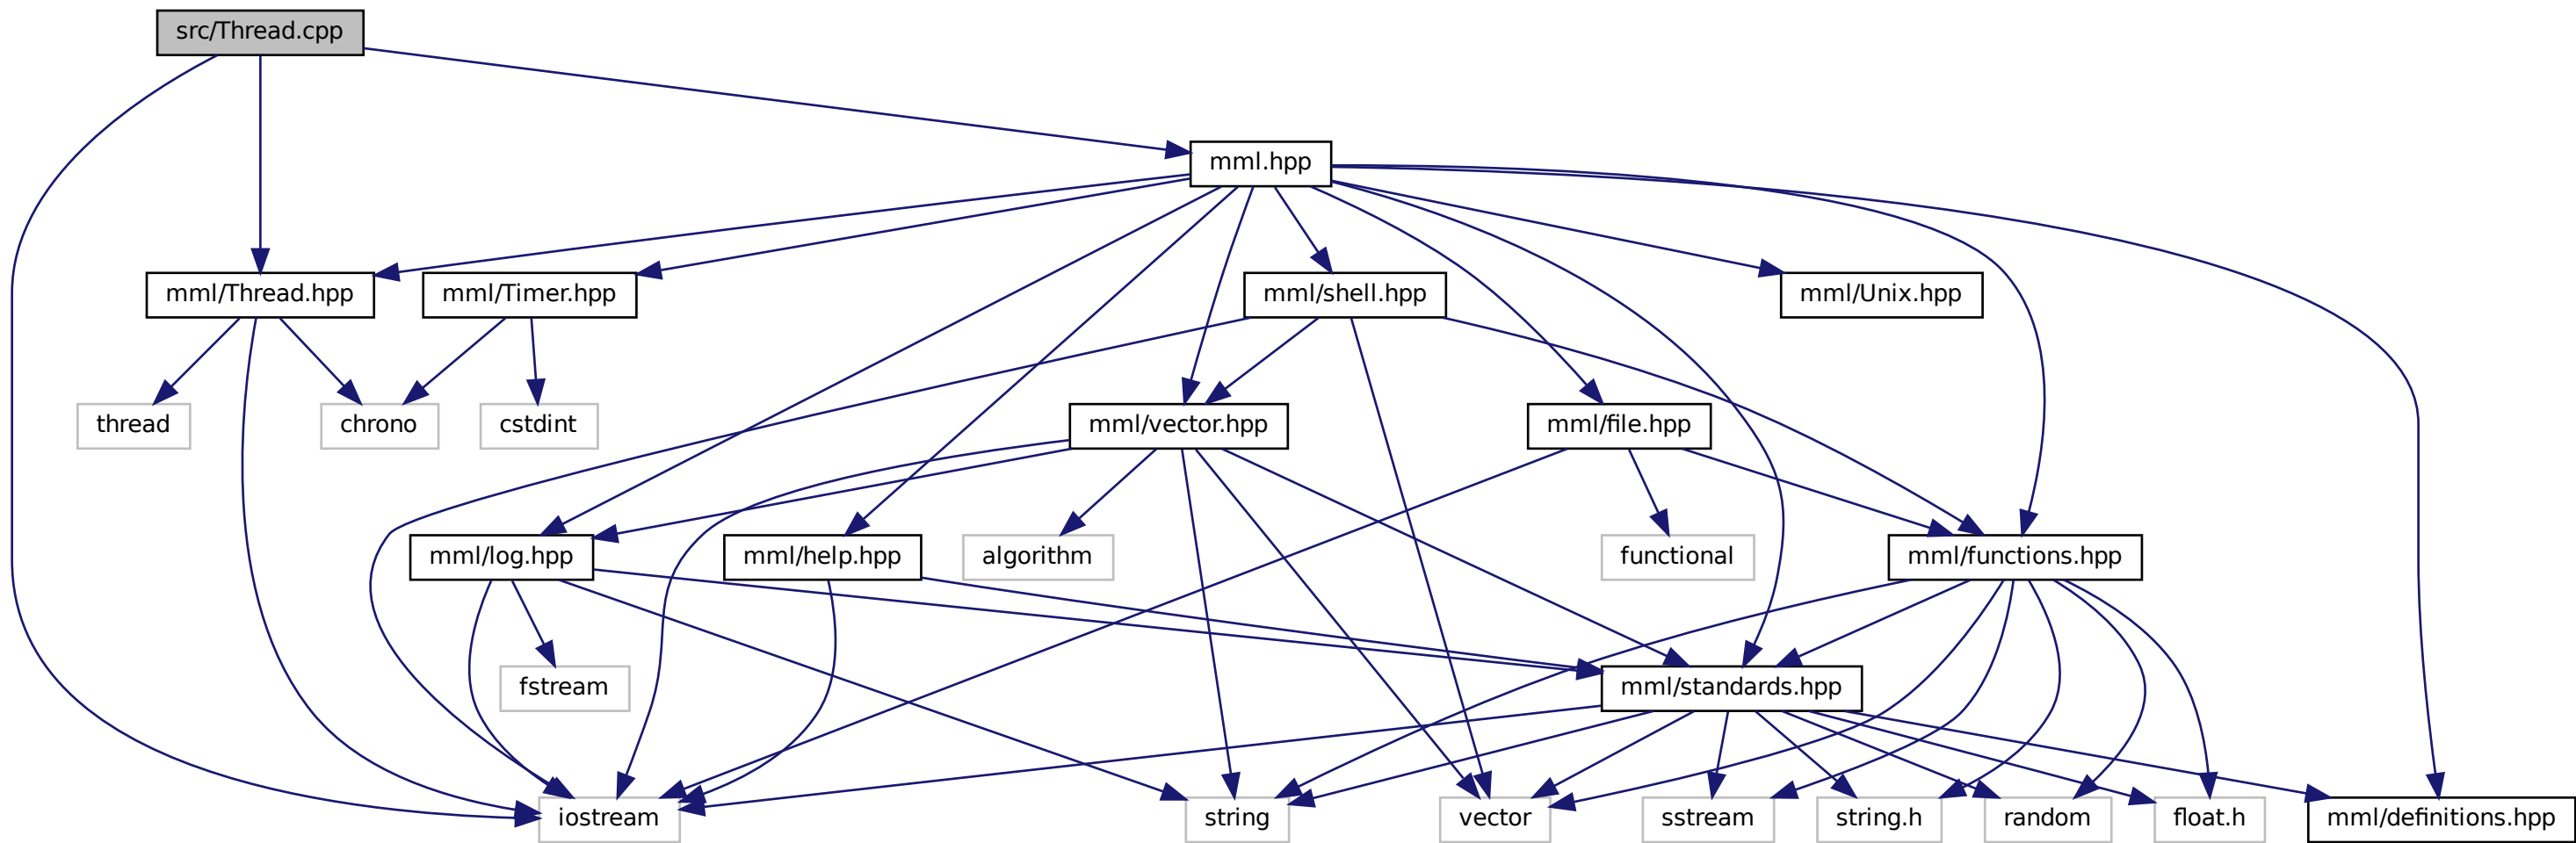 src/Thread.cpp
mml.hpp
mml/Thread.hpp
mml/Timer.hpp
mml/shell.hpp
mml/Unix.hpp
thread
chrono
cstdint
mml/vector.hpp
mml/file.hpp
mml/log.hpp
mml/help.hpp
algorithm
functional
mml/functions.hpp
fstream
mml/standards.hpp
iostream
string
vector
sstream
string.h
random
float.h
mml/definitions.hpp